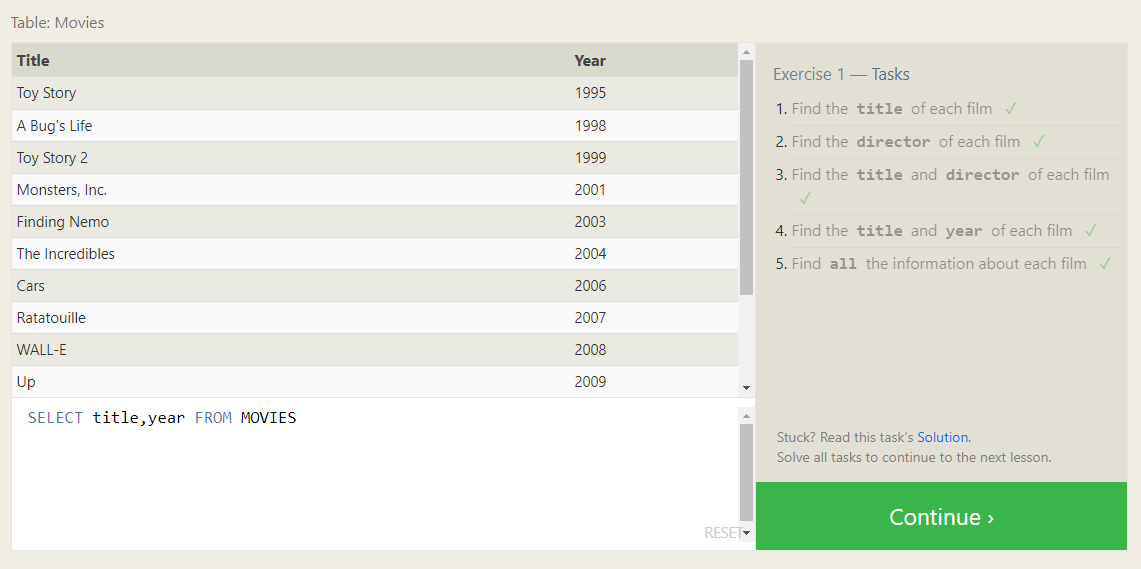 Table: Movies
Title Year
Toy Story 1995
A Bug's Life 1998
Toy Story 2 1999
Monsters, Inc. 2001
Finding Nemo 2003
The Incredibles 2004
Cars 2006
Ratatouille 2007
WALL-E 2008
Up 2009
SELECT title,year FROM MOVIES
RESET
Exercise 1 — Tasks
1. Find the title of each film ✓
2. Find the director of each film ✓
3. Find the title and director of each film
✓
4. Find the title and year of each film ✓
5. Find all the information about each film ✓
Stuck? Read this task's Solution.
Solve all tasks to continue to the next lesson.
Continue ›